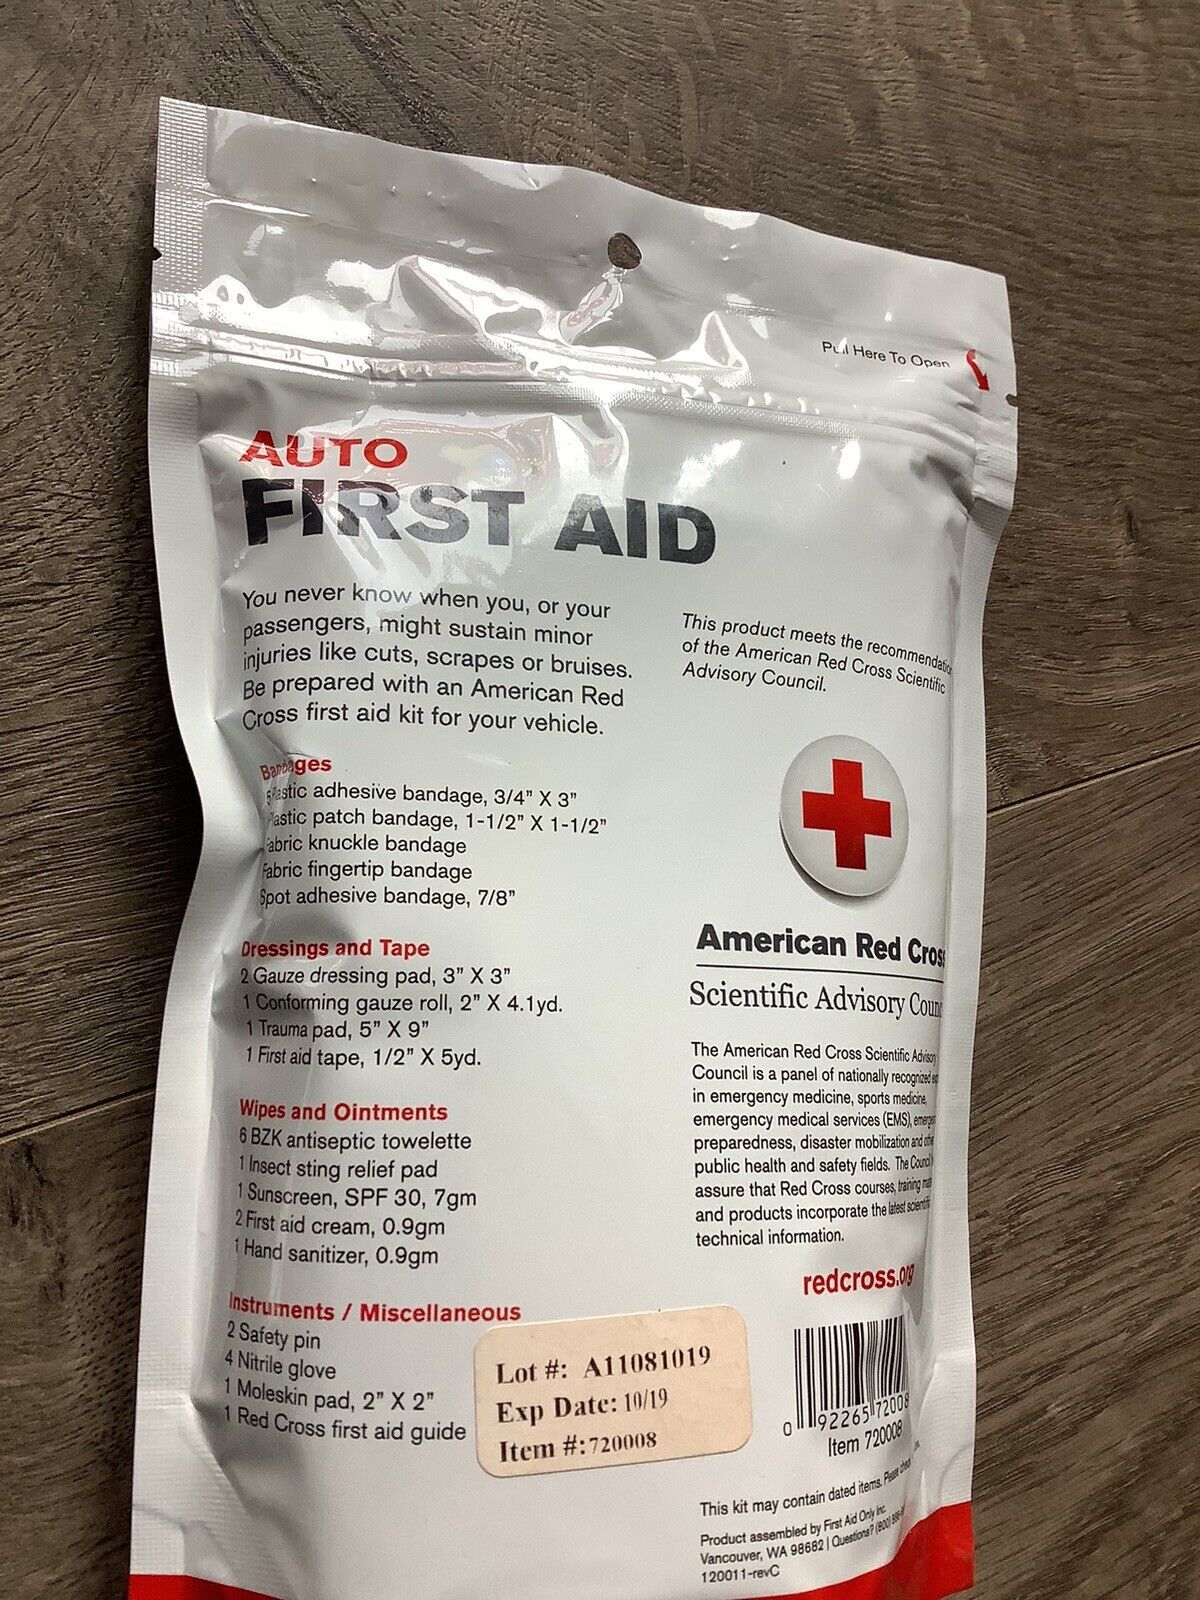 Here To Open
AUTO
FIRST AID
You never know when you, or your
passengers, might sustain minor
injuries like cuts, scrapes or bruises.
Be prepared with an American Red
Cross first aid kit for your vehicle.
This product meets the
of the American Red Cross Scientific
Advisory Council.
Bandages
adhesive bandage, 3/4" X 3"
patch bandage, 1-1/2" X 1-1/2"
Fabric knuckle bandage
Fabric fingertip bandage
Spot adhesive bandage, 7/8"
Dressings and Tape
2 Gauze dressing pad, 3" X 3"
1 Conforming gauze roll, 2" X 4.1yd.
1 Trauma pad, 5" X 9"
1 First aid tape, 1/2" X 5yd.
Wipes and Ointments
6 BZK antiseptic towelette
1 Insect sting relief pad
1 Sunscreen, SPF 30, 7gm
2 First aid cream, 0.9gm
1 Hand sanitizer, 0.9gm
Instruments / Miscellaneous
2 Safety pin
4 Nitrile glove
1 Moleskin pad, 2" X 2"
1 Red Cross first aid guide
Lot #: A11081019
Exp Date: 10/19
Item #:720008
American Red Cross
Scientific Advisory
The American Red Cross Scientific Advisory
Council is a panel of nationally recognized
in emergency medicine, sports medicine,
emergency medical services (EMS),
preparedness, disaster mobilization and
public health and safety fields. The Council
assure that Red Cross courses, training
and products incorporate the latest
technical information.
redcross.org
0 92265 72008
Item 720008
This kit may contain dated items. Please
Product assembled by First Aid Only Inc.
Vancouver, WA 98682 | Questions? (800)
120011-revC